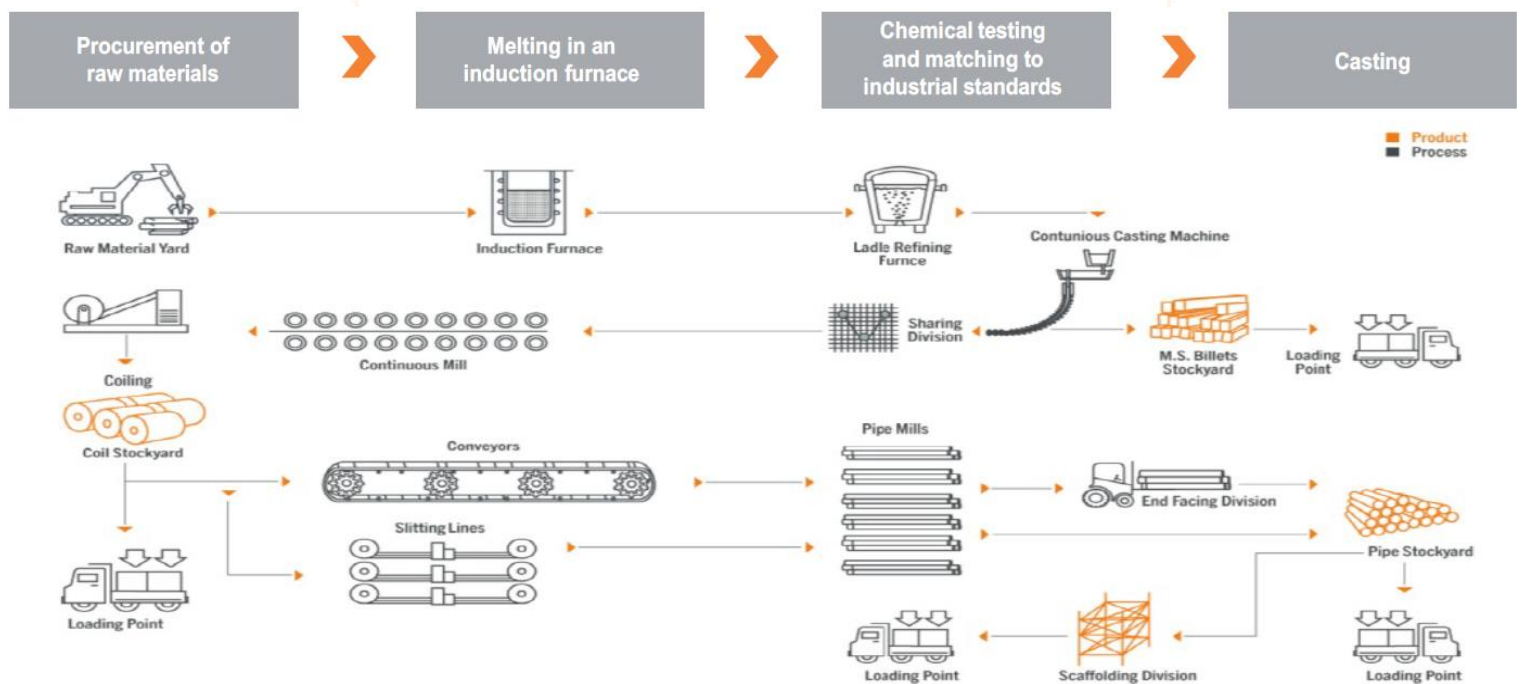 Procurement of
raw materials
Melting in an
induction furnace
Chemical testing
and matching to
industrial standards
Casting
Product
Process
Raw Material Yard
Induction Furnace
Ladle Refining
Furnce
Contunious Casting Machine
Continuous Mill
Sharing
Division
M.S. Billets
Stockyard
Loading
Point
Coiling
Coil Stockyard
Conveyors
Pipe Mills
End Facing Division
Slitting Lines
Pipe Stockyard
Loading Point
Loading Point
Scaffolding Division
Loading Point